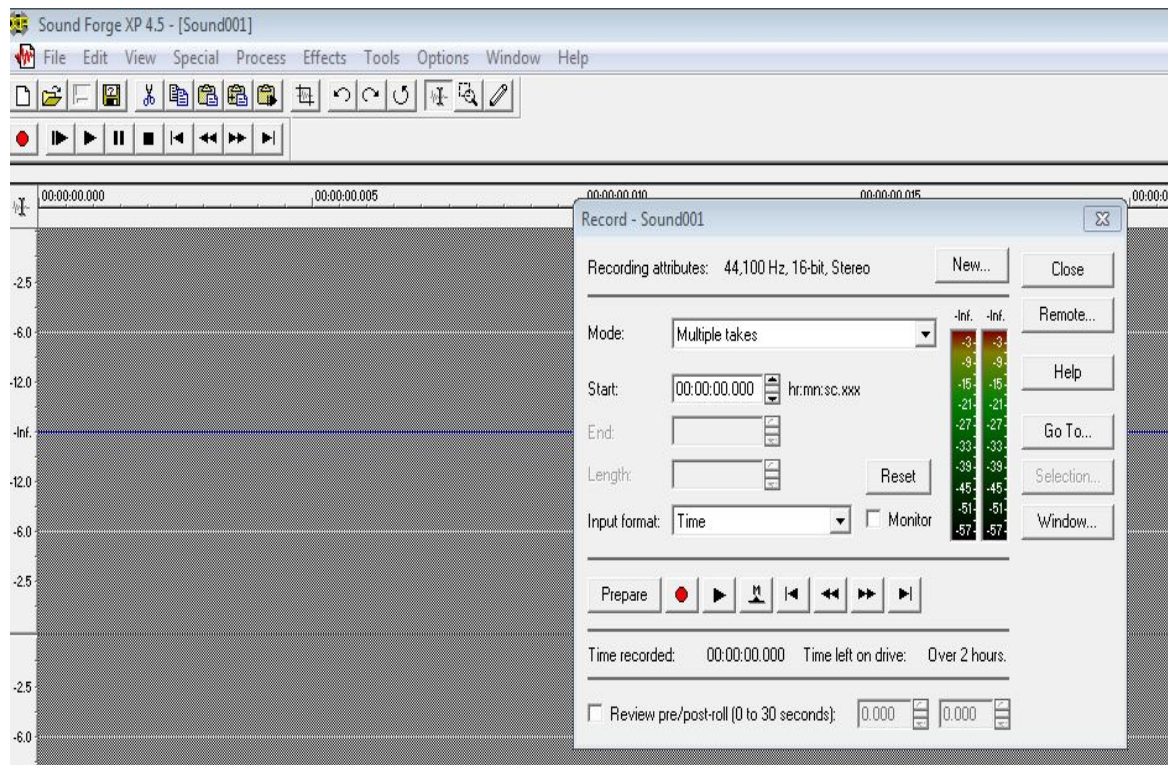 Sound Forge XP 4.5 - [Sound001]
File Edit View Special Process Effects Tools Options Window Help
00:00:00.000 00:00:00.005 00:00:00.010 00:00:00.015 00:00:0
Record - Sound001
Recording attributes: 44,100 Hz, 16-bit, Stereo New... Close
-2.5
-Inf. -Inf. Remote...
-6.0 Mode: Multiple takes
-3 -3
-9 -9
-12.0 Start: 00:00:00.000 hr:mn:sc.xxx -15 -15 Help
-21 -21
-Inf. End: -27 -27 Go To...
-33 -33
-12.0 Length: Reset -39 -39 Selection...
-45 -45
-6.0 Input format: Time Monitor -51 -51 Window...
-57 -57
-2.5
Prepare M
Time recorded: 00:00:00.000 Time left on drive: Over 2 hours.
-2.5
Review pre/post-roll (0 to 30 seconds): 0.000 0.000
-6.0